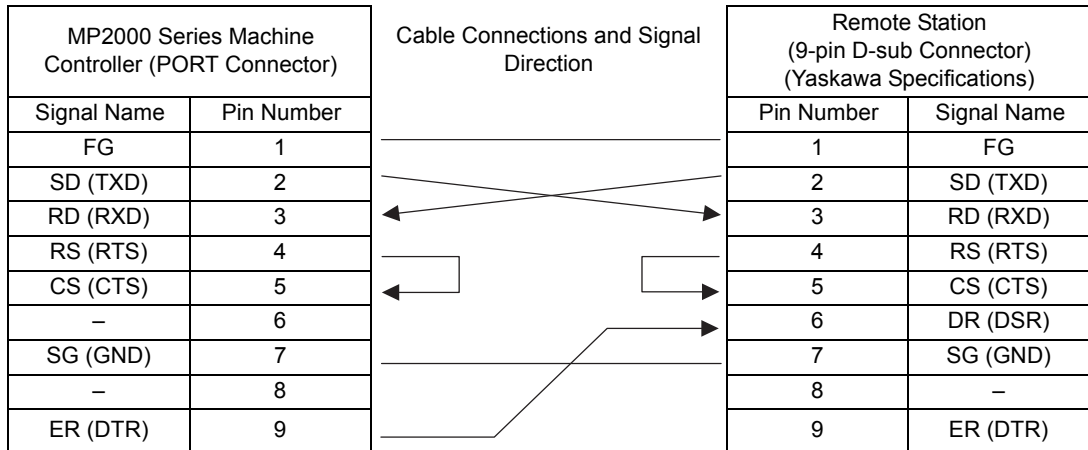 MP2000 Series Machine
Controller (PORT Connector)
Cable Connections and Signal
Direction
Remote Station
(9-pin D-sub Connector)
(Yaskawa Specifications)
Signal Name Pin Number Pin Number Signal Name
FG 1 1 FG
SD (TXD) 2 2 SD (TXD)
RD (RXD) 3 3 RD (RXD)
RS (RTS) 4 4 RS (RTS)
CS (CTS) 5 5 CS (CTS)
– 6 6 DR (DSR)
SG (GND) 7 7 SG (GND)
– 8 8 –
ER (DTR) 9 9 ER (DTR)